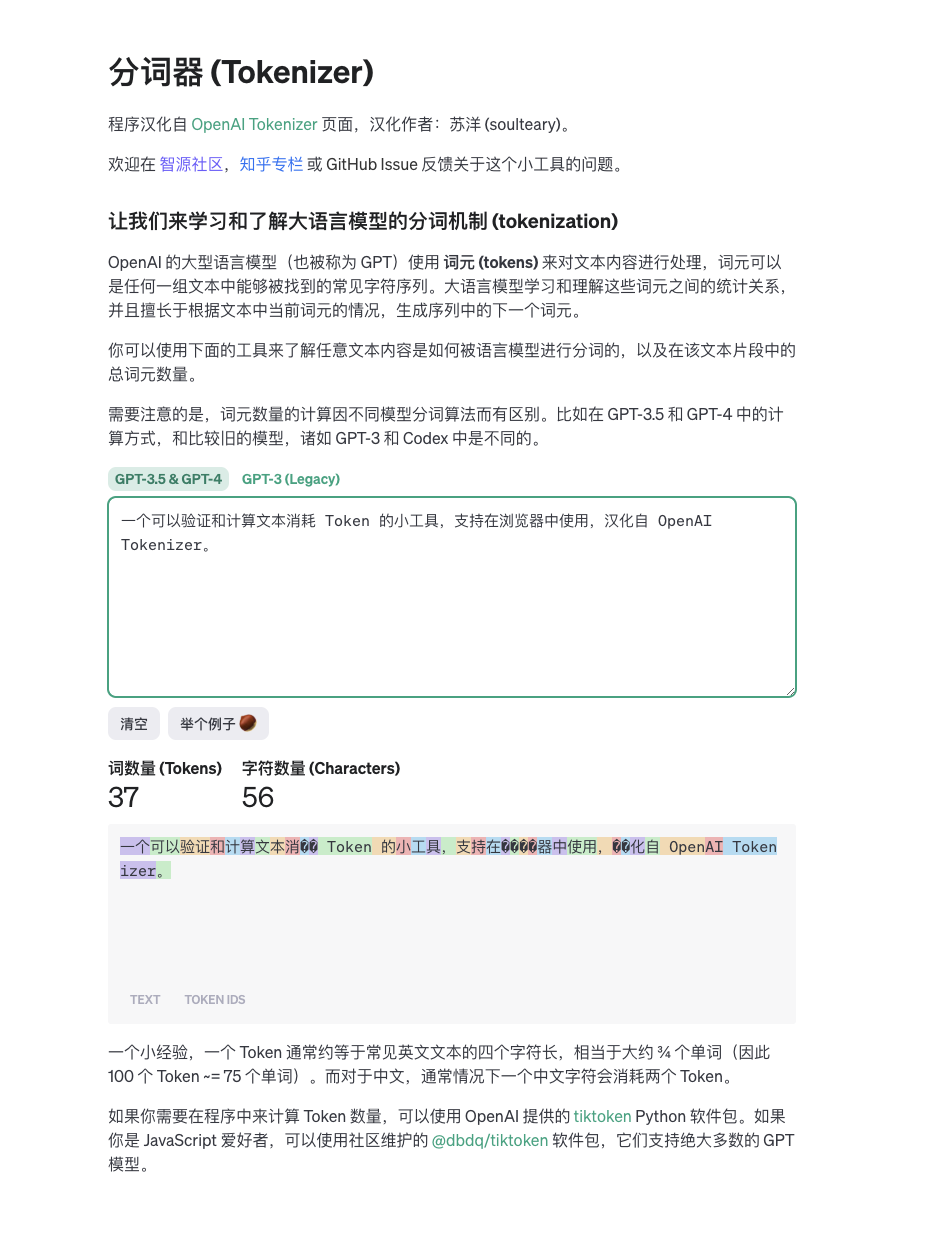 分词器 (Tokenizer)
程序汉化自 OpenAI Tokenizer 页面，汉化作者：苏洋 (soulteary)。
欢迎在 智源社区，知乎专栏 或 GitHub Issue 反馈关于这个小工具的问题。
让我们来学习和了解大语言模型的分词机制 (tokenization)
OpenAI 的大型语言模型（也被称为 GPT）使用 词元 (tokens) 来对文本内容进行处理，词元可以
是任何一组文本中能够被找到的常见字符序列。大语言模型学习和理解这些词元之间的统计关系，
并且擅长于根据文本中当前词元的情况，生成序列中的下一个词元。
你可以使用下面的工具来了解任意文本内容是如何被语言模型进行分词的，以及在该文本片段中的
总词元数量。
需要注意的是，词元数量的计算因不同模型分词算法而有区别。比如在 GPT-3.5 和 GPT-4 中的计
算方式，和比较旧的模型，诸如 GPT-3 和 Codex 中是不同的。
GPT-3.5 & GPT-4 GPT-3 (Legacy)
一个可以验证和计算文本消耗 Token 的小工具，支持在浏览器中使用，汉化自 OpenAI
Tokenizer。
清空 举个例子
词数量 (Tokens) 字符数量 (Characters)
37 56
一个可以验证和计算文本消�� Token 的小工具，支持在����器中使用，��化自 OpenAI Token
izer。
TEXT TOKEN IDS
一个小经验，一个 Token 通常约等于常见英文文本的四个字符长，相当于大约 ¾ 个单词（因此
100 个 Token ~= 75 个单词）。而对于中文，通常情况下一个中文字符会消耗两个 Token。
如果你需要在程序中来计算 Token 数量，可以使用 OpenAI 提供的 tiktoken Python 软件包。如果
你是 JavaScript 爱好者，可以使用社区维护的 @dbdq/tiktoken 软件包，它们支持绝大多数的 GPT
模型。